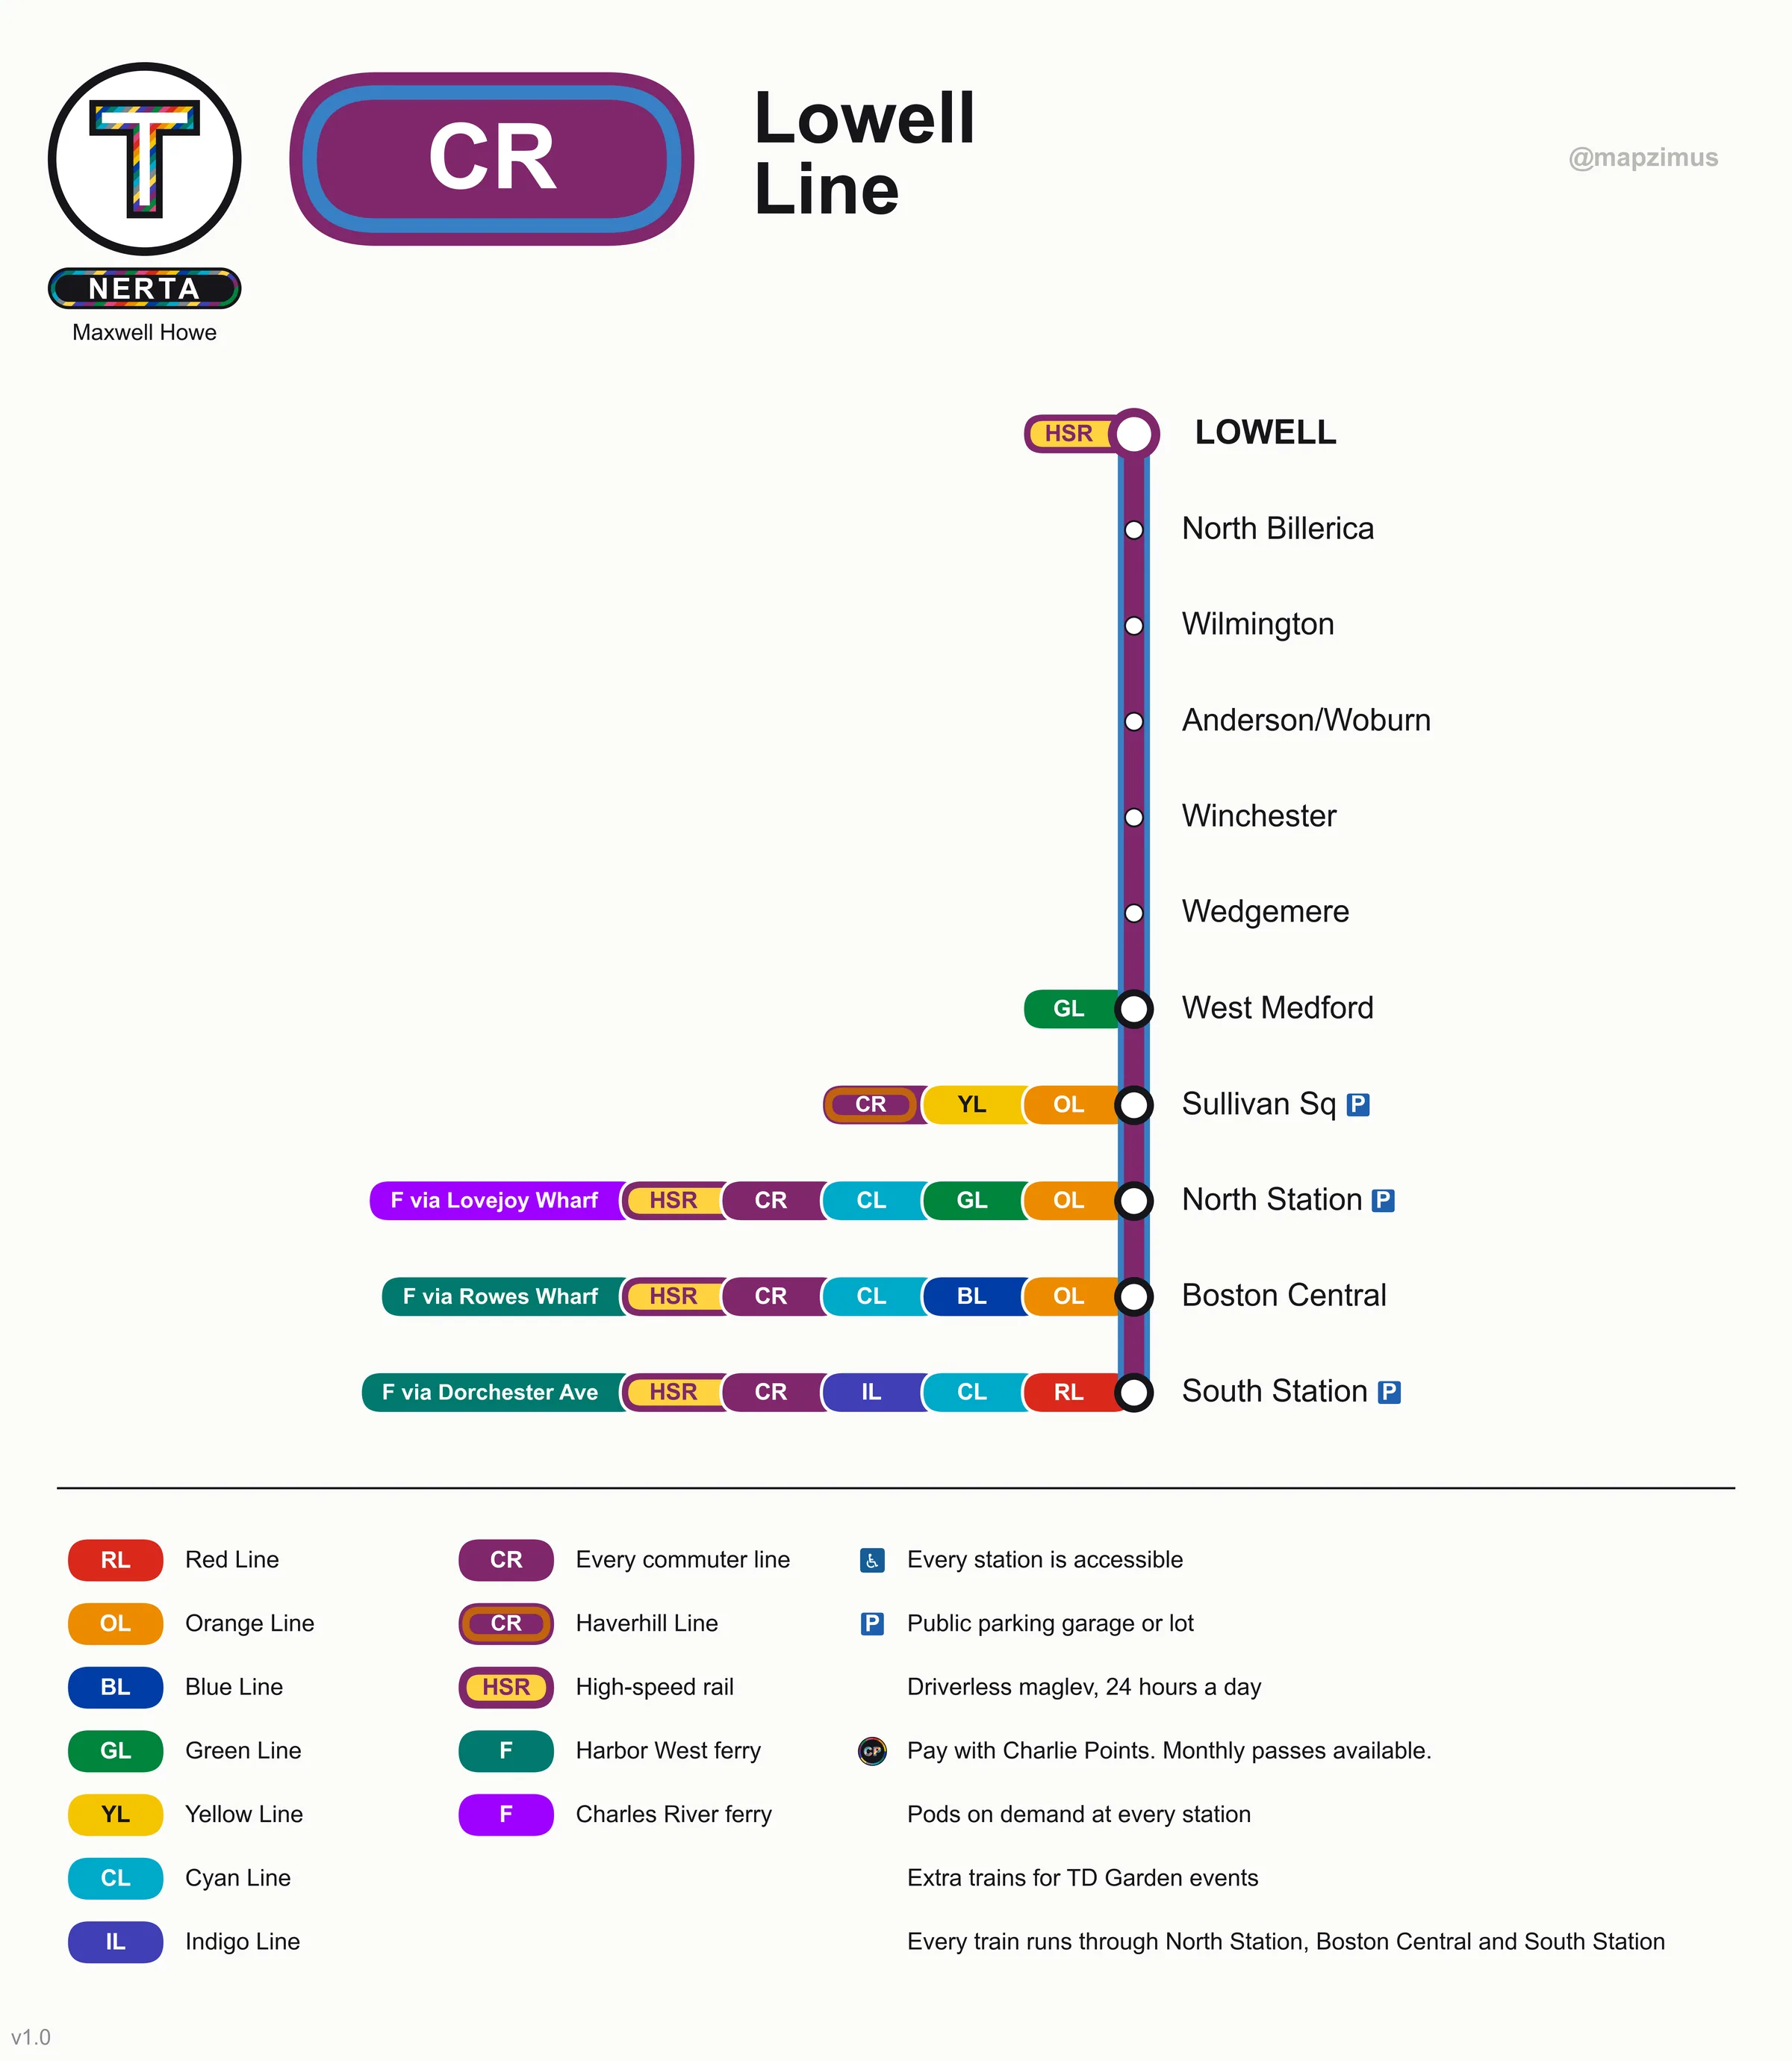 T
NERTA
Maxwell Howe
CR
Lowell
Line
@mapzimus
HSR LOWELL
North Billerica
Wilmington
Anderson/Woburn
Winchester
Wedgemere
GL West Medford
CR YL OL Sullivan Sq P
F via Lovejoy Wharf HSR CR CL GL OL North Station P
F via Rowes Wharf HSR CR CL BL OL Boston Central
F via Dorchester Ave HSR CR IL CL RL South Station P
RL Red Line
OL Orange Line
BL Blue Line
GL Green Line
YL Yellow Line
CL Cyan Line
IL Indigo Line
CR Every commuter line
CR Haverhill Line
HSR High-speed rail
F Harbor West ferry
F Charles River ferry
Every station is accessible
P Public parking garage or lot
Driverless maglev, 24 hours a day
CP Pay with Charlie Points. Monthly passes available.
Pods on demand at every station
Extra trains for TD Garden events
Every train runs through North Station, Boston Central and South Station
v1.0